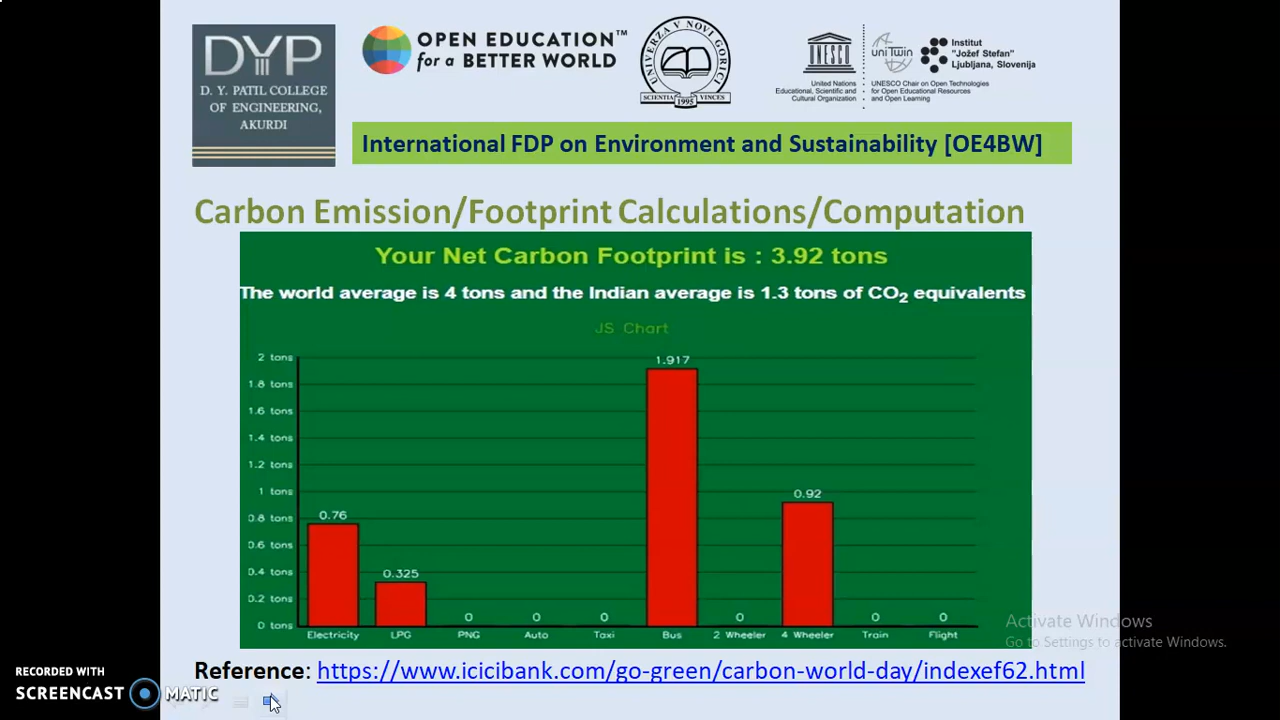 DYP
D. Y. PATIL COLLEGE
OF ENGINEERING,
AKURDI
OPEN EDUCATION™
for a BETTER WORLD
UNIVERZA V NOVI GORICI
SCIENTIA VINCES
1995
UNESCO
United Nations
Educational, Scientific and
Cultural Organization
uniTwin
Institut
"Jožef Stefan"
Ljubljana, Slovenija
UNESCO Chair on Open Technologies
for Open Educational Resources
and Open Learning
International FDP on Environment and Sustainability [OE4BW]
Carbon Emission/Footprint Calculations/Computation
Your Net Carbon Footprint is : 3.92 tons
The world average is 4 tons and the Indian average is 1.3 tons of CO2 equivalents
JS Chart
2 tons
1.8 tons
1.6 tons
1.4 tons
1.2 tons
1 tons
0.8 tons
0.6 tons
0.4 tons
0.2 tons
0 tons
0.76
0.325
0
0
0
1.917
0
0.92
0
0
Electricity LPG PNG Auto Taxi Bus 2 Wheeler 4 Wheeler Train Flight
Activate Windows
Go to Settings to activate Windows.
Reference: https://www.icicibank.com/go-green/carbon-world-day/indexef62.html
RECORDED WITH
SCREENCAST MATIC